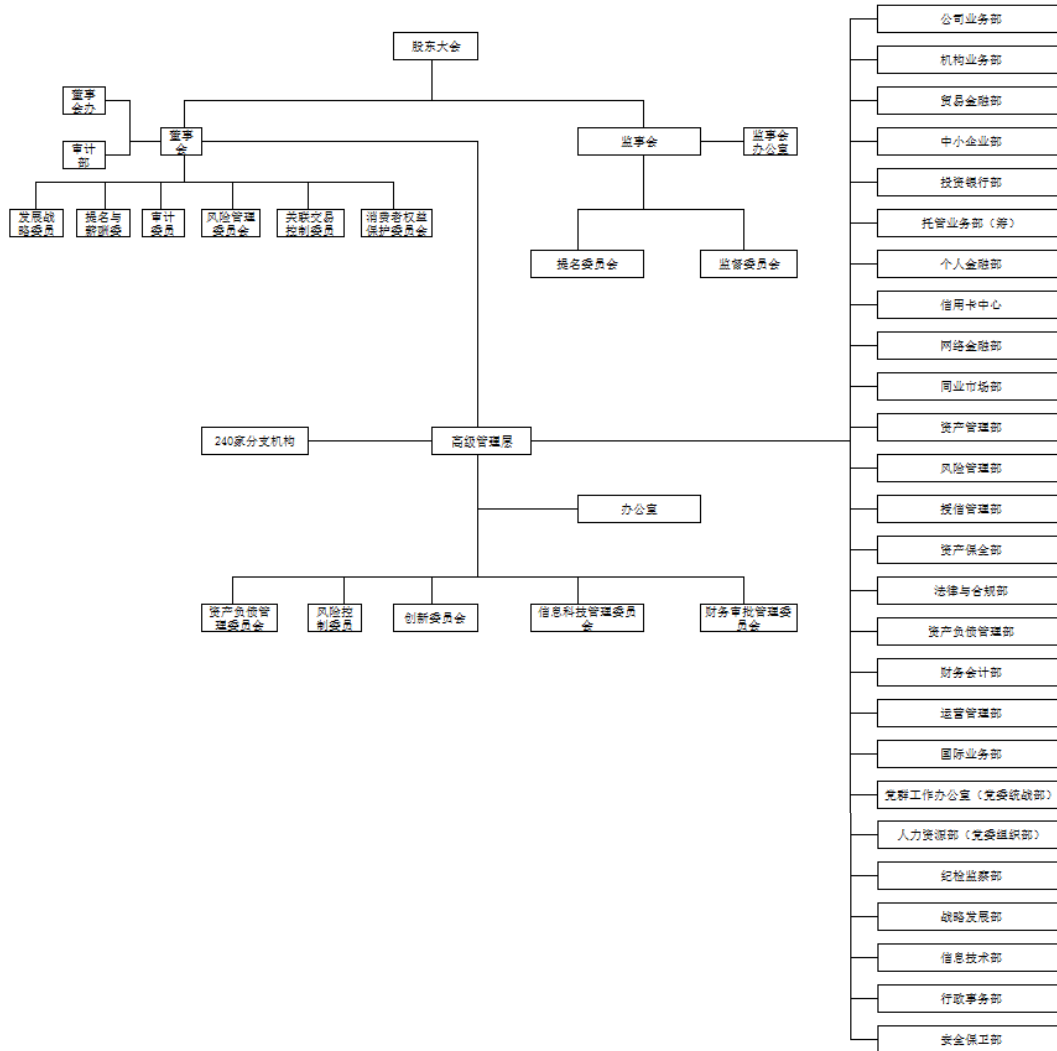 股东大会
董事
会办
审计
部
董事
会
监事会
监事会
办公室
发展战
略委员
提名与
薪酬委
审计
委员
风险管理
委员会
关联交易
控制委员
消费者权益
保护委员会
提名委员会
监督委员会
240家分支机构
高级管理层
办公室
资产负债管
理委员会
风险控
制委员
创新委员会
信息科技管理委员
会
财务审批管理委
员会
公司业务部
机构业务部
贸易金融部
中小企业部
投资银行部
托管业务部（筹）
个人金融部
信用卡中心
网络金融部
同业市场部
资产管理部
风险管理部
授信管理部
资产保全部
法律与合规部
资产负债管理部
财务会计部
运营管理部
国际业务部
党群工作办公室（党委统战部）
人力资源部（党委组织部）
纪检监察部
战略发展部
信息技术部
行政事务部
安全保卫部